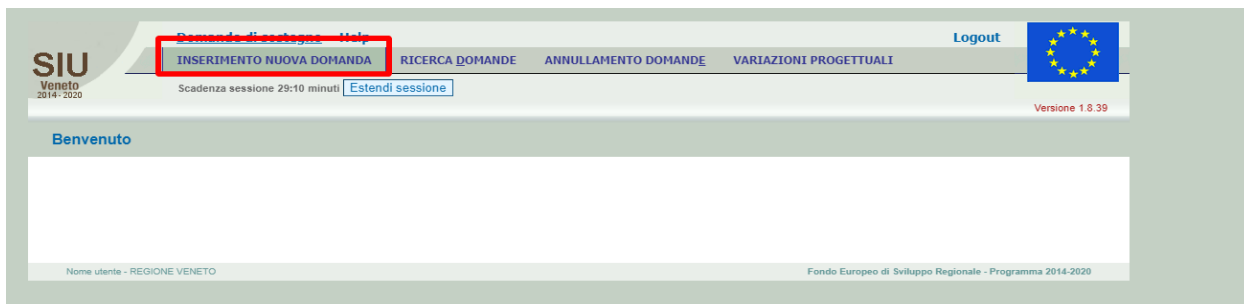 Domande di sostegno Help Logout
SIU
Veneto
2014-2020
INSERIMENTO NUOVA DOMANDA RICERCA DOMANDE ANNULLAMENTO DOMANDE VARIAZIONI PROGETTUALI
Scadenza sessione 29:10 minuti Estendi sessione
Versione 1.8.39
Benvenuto
Nome utente - REGIONE VENETO Fondo Europeo di Sviluppo Regionale - Programma 2014-2020